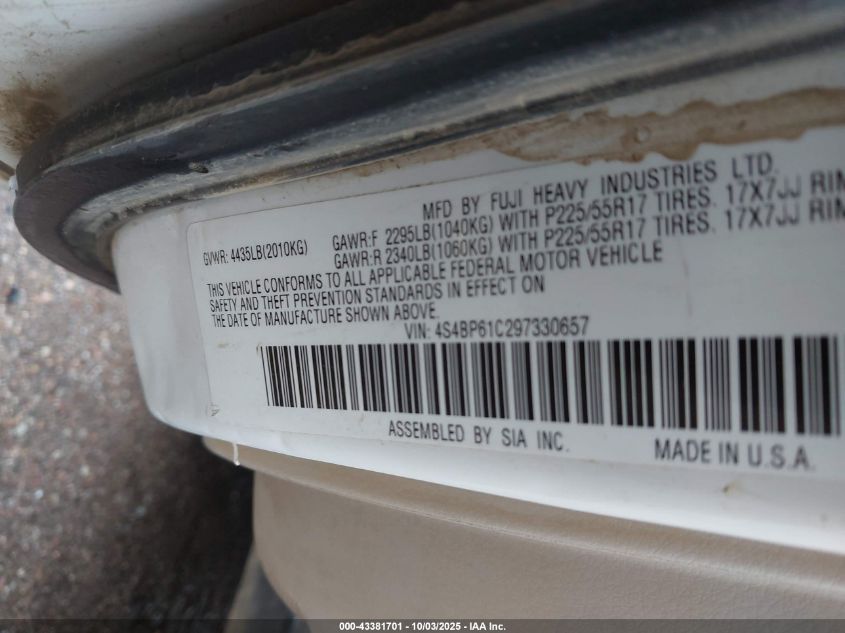 MFD BY FUJI HEAVY INDUSTRIES LTD.
GVWR: 4435LB(2010KG) GAWR:F 2295LB(1040KG) WITH P225/55R17 TIRES, 17X7JJ RIM
GAWR:R 2340LB(1060KG) WITH P225/55R17 TIRES, 17X7JJ RIM
THIS VEHICLE CONFORMS TO ALL APPLICABLE FEDERAL MOTOR VEHICLE
SAFETY AND THEFT PREVENTION STANDARDS IN EFFECT ON
THE DATE OF MANUFACTURE SHOWN ABOVE.
VIN: 4S4BP61C297330657
ASSEMBLED BY SIA INC.
MADE IN U.S.A.
000-43381701 - 10/03/2025 - IAA Inc.